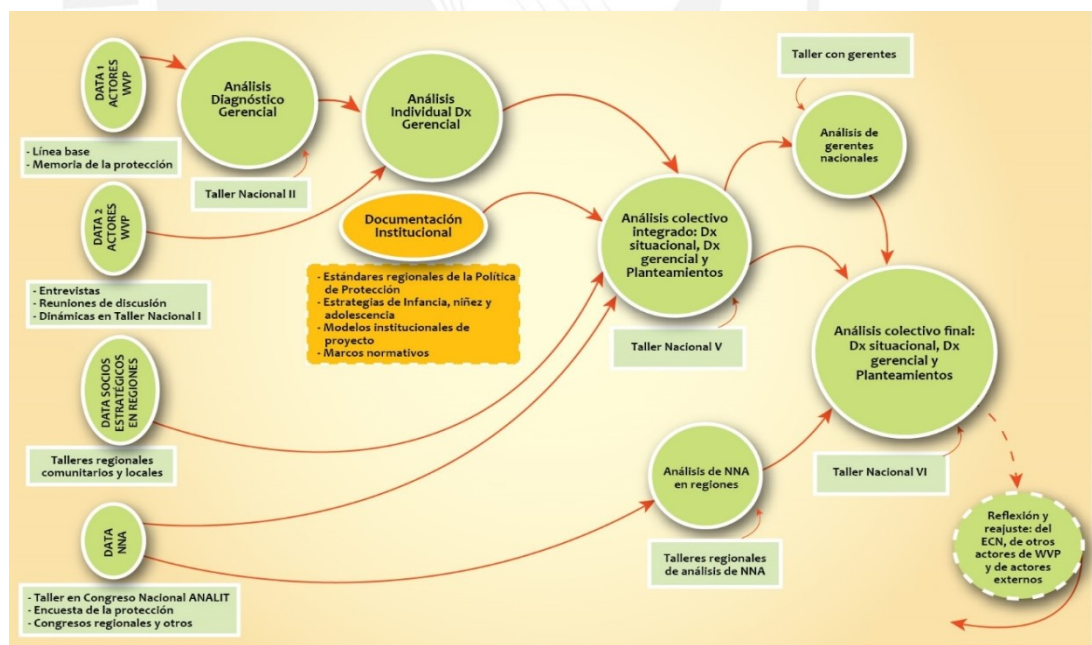 DATA 1
ACTORES
WVP
- Línea base
- Memoria de la protección
Análisis
Diagnóstico
Gerencial
Taller Nacional II
Análisis
Individual Dx
Gerencial
DATA 2
ACTORES
WVP
- Entrevistas
- Reuniones de discusión
- Dinámicas en Taller Nacional I
Documentación
Institucional
- Estándares regionales de la Política
de Protección
- Estrategias de Infancia, niñez y
adolescencia
- Modelos institucionales de
proyecto
- Marcos normativos
DATA SOCIOS
ESTRATÉGICOS
EN REGIONES
Talleres regionales
comunitarios y locales
DATA
NNA
- Taller en Congreso Nacional ANALIT
- Encuesta de la protección
- Congresos regionales y otros
Análisis colectivo
integrado: Dx
situacional, Dx
gerencial y
Planteamientos
Taller Nacional V
Taller con gerentes
Análisis de
gerentes
nacionales
Análisis de NNA
en regiones
Talleres regionales
de análisis de NNA
Análisis colectivo final:
Dx situacional, Dx
gerencial y
Planteamientos
Taller Nacional VI
Reflexión y
reajuste: del
ECN, de otros
actores de WVP
y de actores
externos